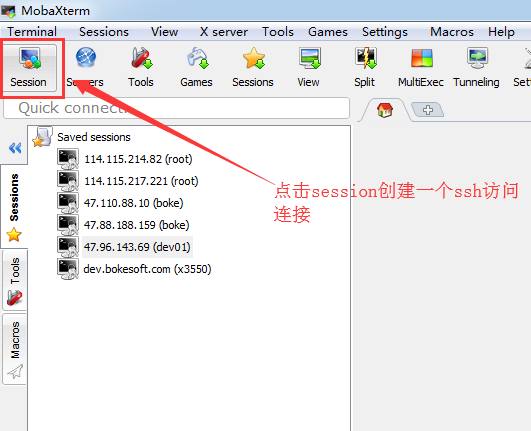 MobaXterm
Terminal Sessions View X server Tools Games Settings Macros Help
Session Servers Tools Games Sessions View Split MultiExec Tunneling
Quick connect
Saved sessions
114.115.214.82 (root)
114.115.217.221 (root)
47.110.88.10 (boke)
47.88.188.159 (boke)
47.96.143.69 (dev01)
dev.bokesoft.com (x3550)
点击session创建一个ssh访问
连接
Sessions
Tools
Macros